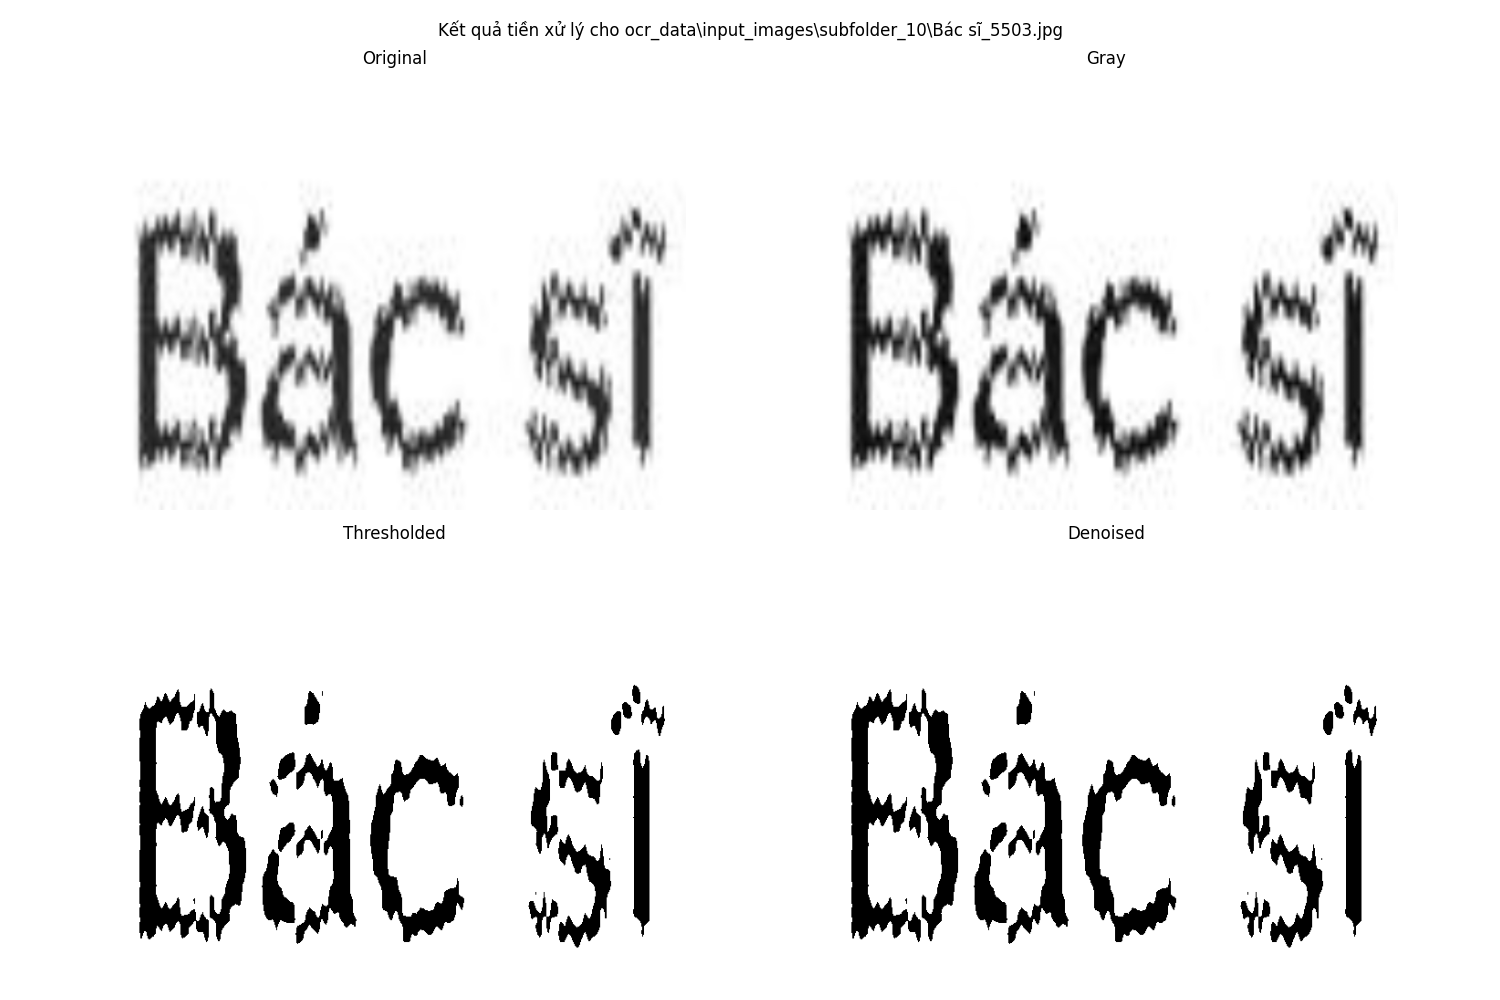 Kết quả tiền xử lý cho ocr_data\input_images\subfolder_10\Bác sĩ_5503.jpg
Original
Gray
Bác sĩ
Bác sĩ
Thresholded
Denoised
Bác sĩ
Bác sĩ